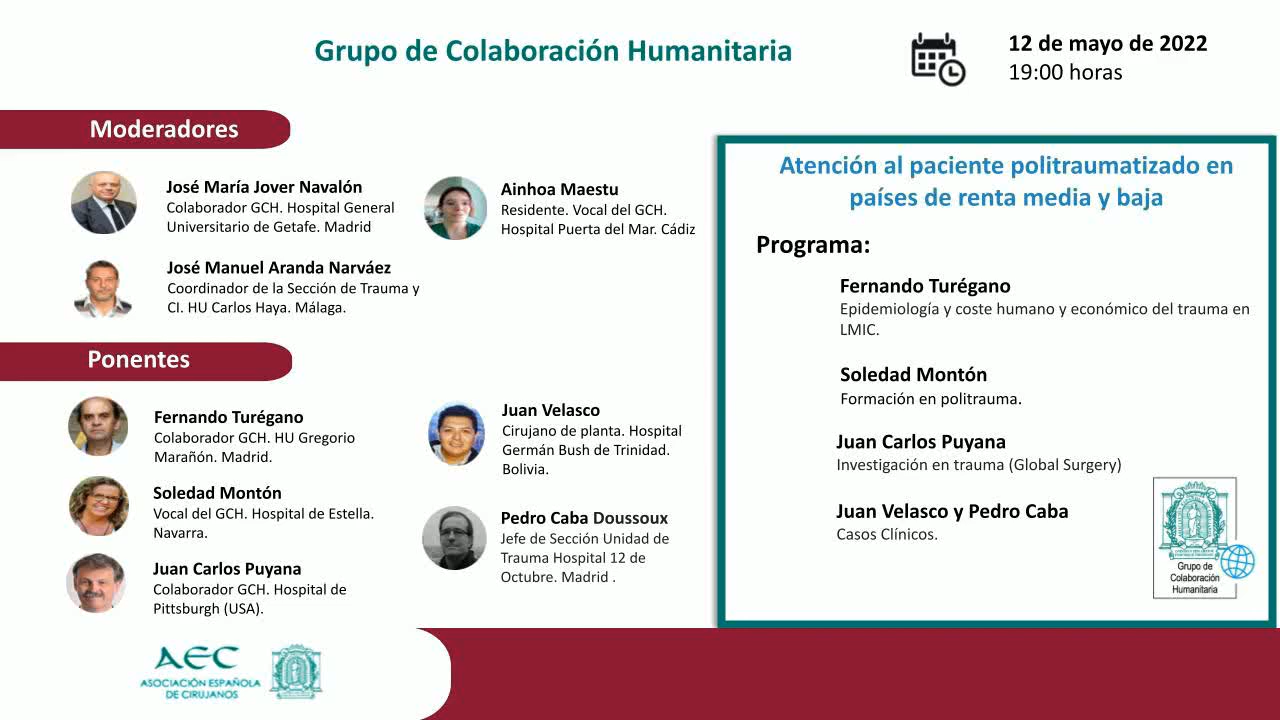 Grupo de Colaboración Humanitaria
12 de mayo de 2022
19:00 horas
Moderadores
José María Jover Navalón
Colaborador GCH. Hospital General
Universitario de Getafe. Madrid
Ainhoa Maestu
Residente. Vocal del GCH.
Hospital Puerta del Mar. Cádiz
José Manuel Aranda Narváez
Coordinador de la Sección de Trauma y
CI. HU Carlos Haya. Málaga.
Ponentes
Fernando Turégano
Colaborador GCH. HU Gregorio
Marañón. Madrid.
Soledad Montón
Vocal del GCH. Hospital de Estella.
Navarra.
Juan Carlos Puyana
Colaborador GCH. Hospital de
Pittsburgh (USA).
Juan Velasco
Cirujano de planta. Hospital
Germán Bush de Trinidad.
Bolivia.
Pedro Caba Doussoux
Jefe de Sección Unidad de
Trauma Hospital 12 de
Octubre. Madrid .
Atención al paciente politraumatizado en
países de renta media y baja
Programa:
Fernando Turégano
Epidemiología y coste humano y económico del trauma en
LMIC.
Soledad Montón
Formación en politrauma.
Juan Carlos Puyana
Investigación en trauma (Global Surgery)
Juan Velasco y Pedro Caba
Casos Clínicos.
Grupo de
Colaboración
Humanitaria
AEC
ASOCIACIÓN ESPAÑOLA
DE CIRUJANOS